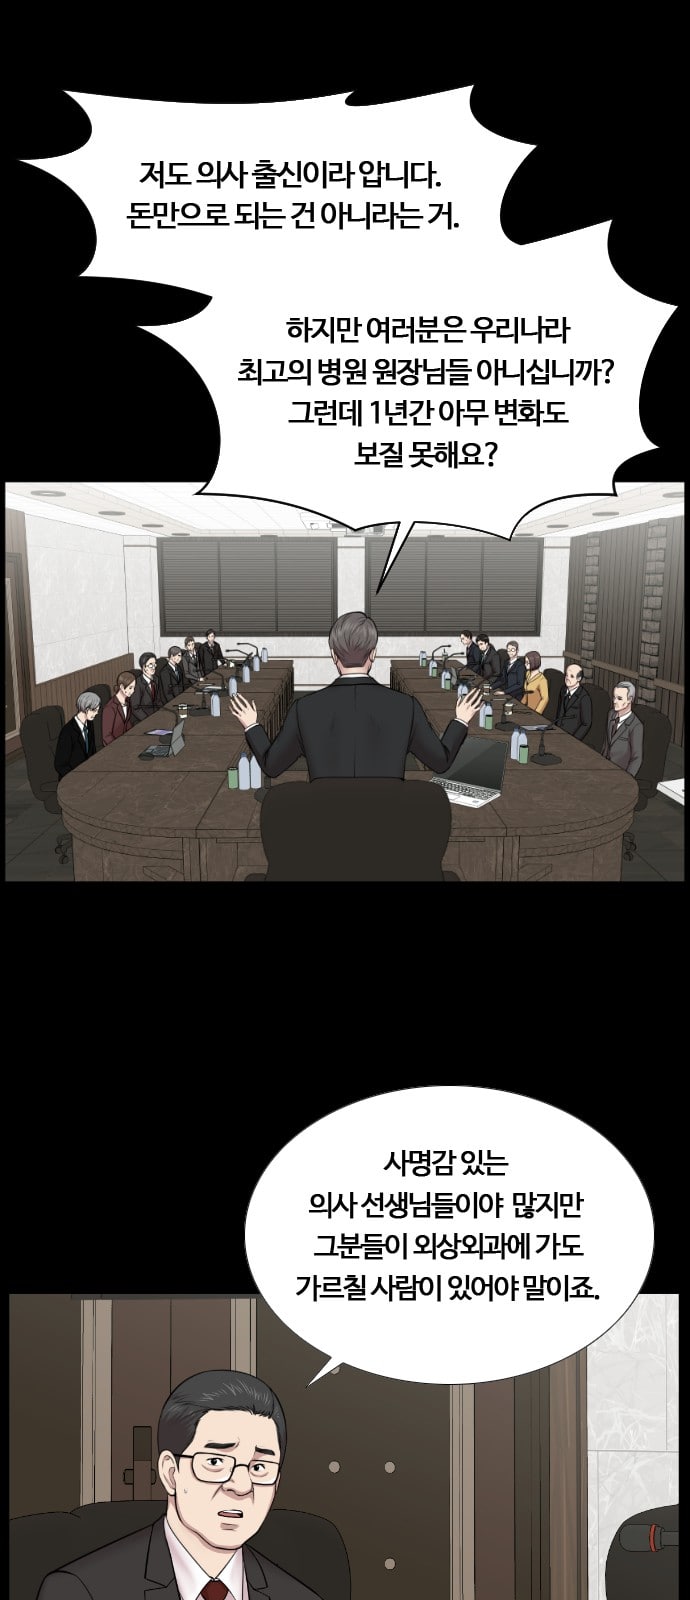 저도 의사 출신이라 압니다.
돈만으로 되는 건 아니라는 거.
하지만 여러분은 우리나라
최고의 병원 원장님들 아니십니까?
그런데 1년간 아무 변화도
보질 못해요?
사명감 있는
의사 선생님들이야 많지만
그분들이 외상외과에 가도
가르칠 사람이 있어야 말이죠.